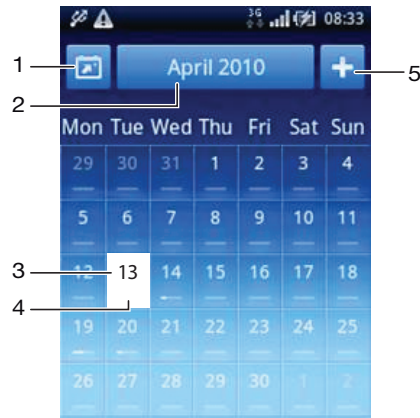 3G 08:33
1 April 2010 + 5
2
Mon Tue Wed Thu Fri Sat Sun
29 30 31 1 2 3 4
5 6 7 8 9 10 11
3 12 13 14 15 16 17 18
4
19 20 21 22 23 24 25
26 27 28 29 30 1 2